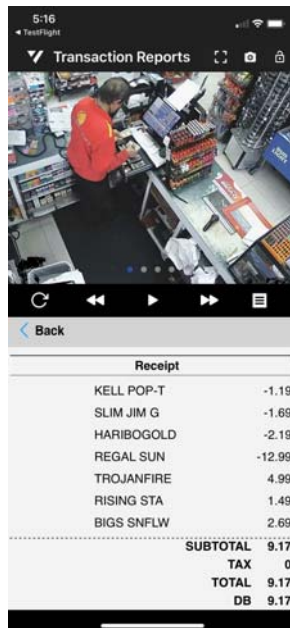 5:16
◀ TestFlight
Transaction Reports
Back
Receipt
KELL POP-T -1.19
SLIM JIM G -1.69
HARIBOGOLD -2.19
REGAL SUN -12.99
TROJANFIRE 4.99
RISING STA 1.49
BIGS SNFLW 2.69
SUBTOTAL 9.17
TAX 0
TOTAL 9.17
DB 9.17